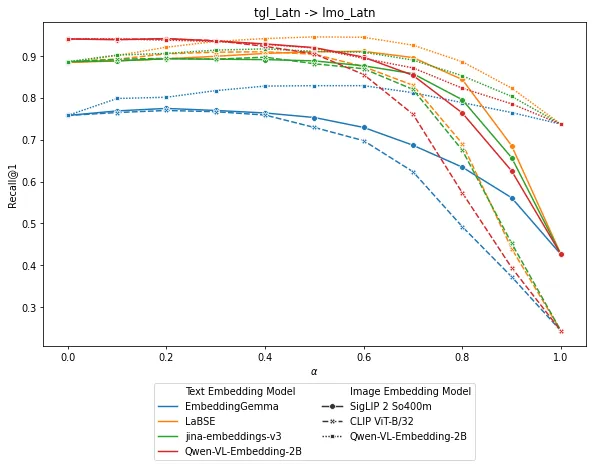 tgl_Latn -> lmo_Latn
Recall@1
0.9
0.8
0.7
0.6
0.5
0.4
0.3
0.0 0.2 0.4 0.6 0.8 1.0
α
Text Embedding Model
EmbeddingGemma
LaBSE
jina-embeddings-v3
Qwen-VL-Embedding-2B
Image Embedding Model
SigLIP 2 So400m
CLIP ViT-B/32
Qwen-VL-Embedding-2B